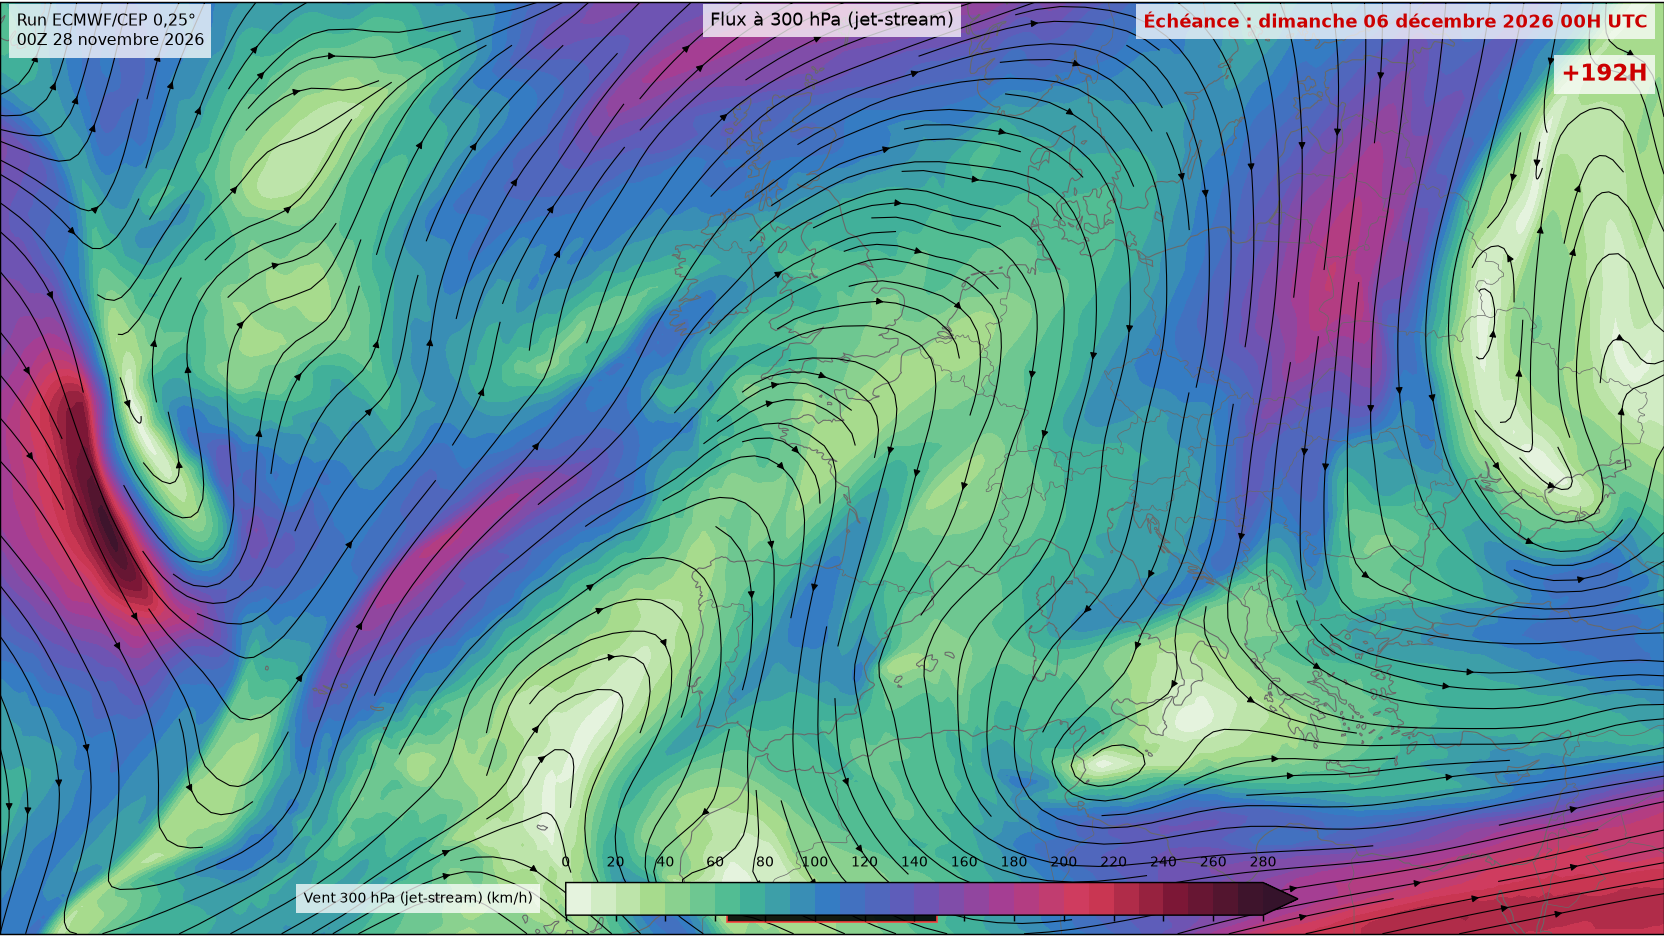 Run ECMWF/CEP 0,25°
00Z 28 novembre 2026
Flux à 300 hPa (jet-stream)
Échéance : dimanche 06 décembre 2026 00H UTC
+192H
0 20 40 60 80 100 120 140 160 180 200 220 240 260 280
Vent 300 hPa (jet-stream) (km/h)